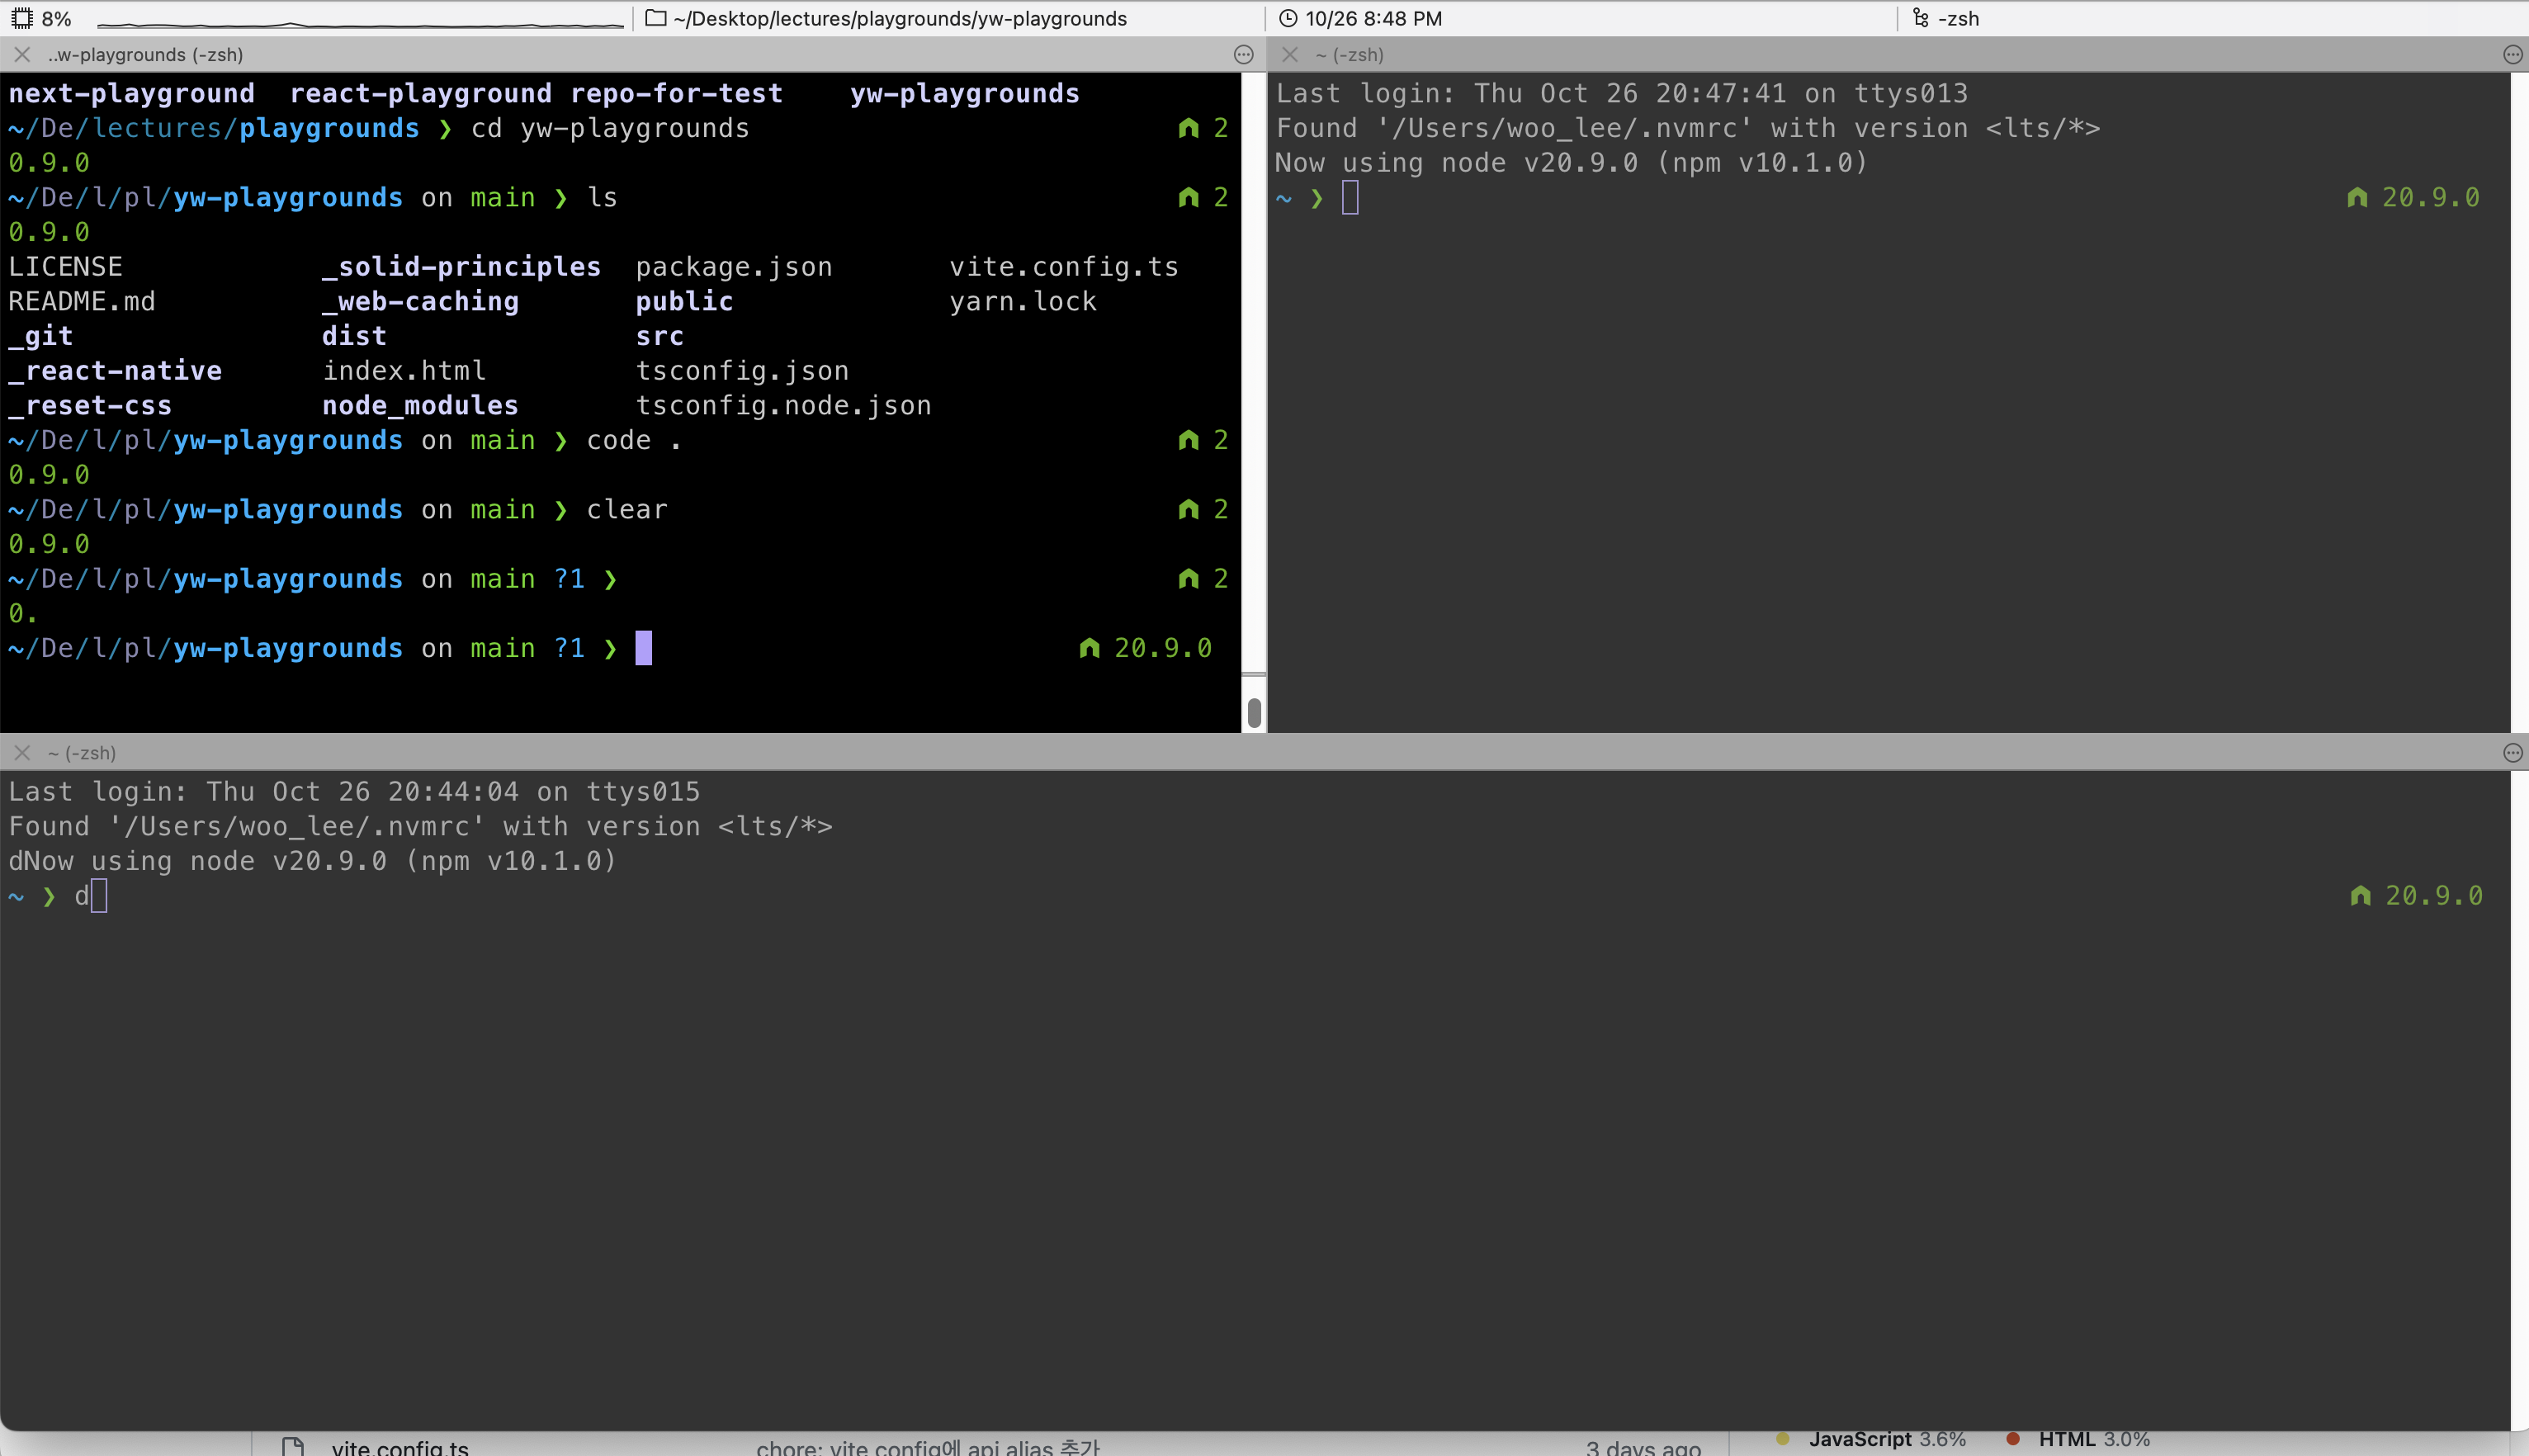 8% ~/Desktop/lectures/playgrounds/yw-playgrounds 10/26 8:48 PM -zsh
..w-playgrounds (-zsh)
next-playground react-playground repo-for-test yw-playgrounds
~/De/lectures/playgrounds ❯ cd yw-playgrounds 2
0.9.0
~/De/l/pl/yw-playgrounds on main ❯ ls 2
0.9.0
LICENSE _solid-principles package.json vite.config.ts
README.md _web-caching public yarn.lock
_git dist src
_react-native index.html tsconfig.json
_reset-css node_modules tsconfig.node.json
~/De/l/pl/yw-playgrounds on main ❯ code . 2
0.9.0
~/De/l/pl/yw-playgrounds on main ❯ clear 2
0.9.0
~/De/l/pl/yw-playgrounds on main ?1 ❯ 2
0.
~/De/l/pl/yw-playgrounds on main ?1 ❯ 20.9.0
~ (-zsh)
Last login: Thu Oct 26 20:47:41 on ttys013
Found '/Users/woo_lee/.nvmrc' with version <lts/*>
Now using node v20.9.0 (npm v10.1.0)
~ ❯ 20.9.0
~ (-zsh)
Last login: Thu Oct 26 20:44:04 on ttys015
Found '/Users/woo_lee/.nvmrc' with version <lts/*>
dNow using node v20.9.0 (npm v10.1.0)
~ ❯ d 20.9.0
vite.config.ts chore: vite config에 api alias 추가 3 days ago JavaScript 3.6% HTML 3.0%